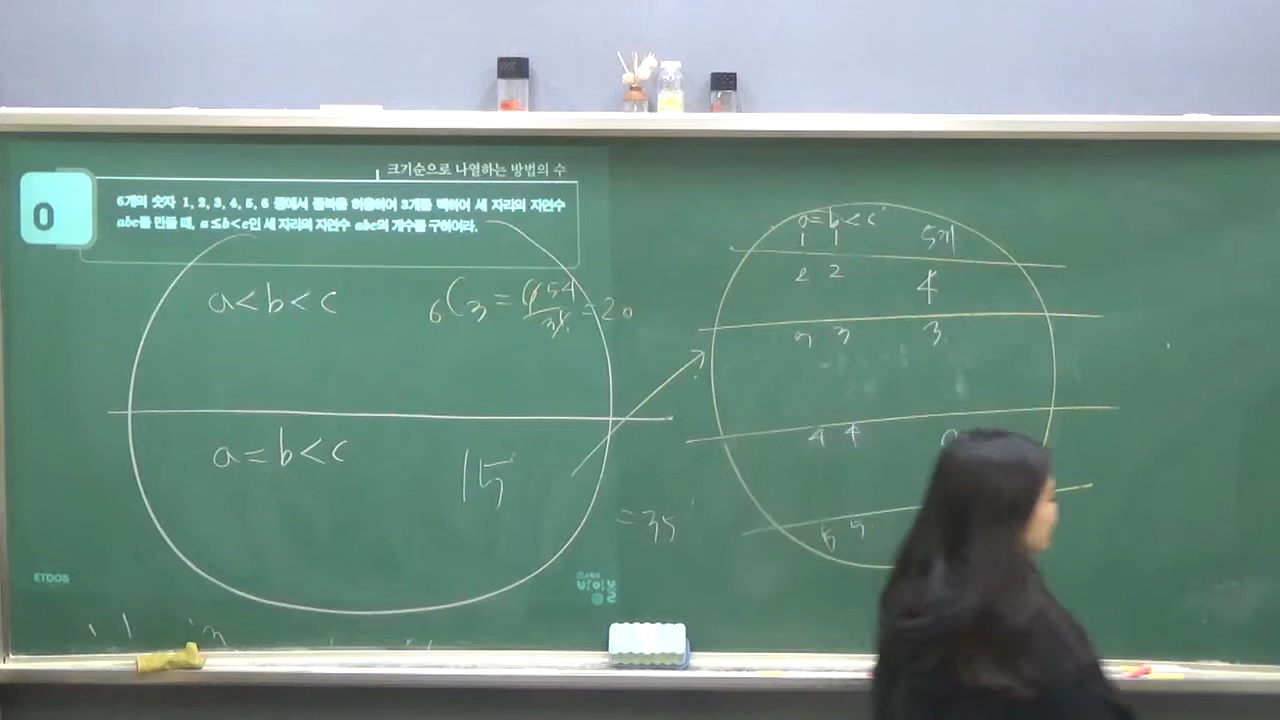 크기순으로 나열하는 방법의 수
0
6개의 숫자 1, 2, 3, 4, 5, 6 중에서 중복을 허용하여 3개를 택하여 세 자리의 자연수
abc를 만들 때, a≤b<c인 세 자리의 자연수 abc의 개수를 구하여라.
a<b<c
₆C₃ = = 20
a=b<c
15
= 35
a=b<c
1 1 5개
2 2 4
3 3 3
4 4
5 5
ETOOS